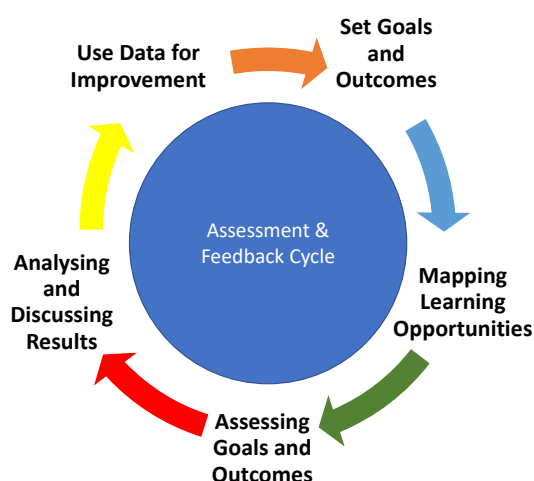 Set Goals
and
Outcomes
Mapping
Learning
Opportunities
Assessing
Goals and
Outcomes
Analysing
and
Discussing
Results
Use Data for
Improvement
Assessment &
Feedback Cycle